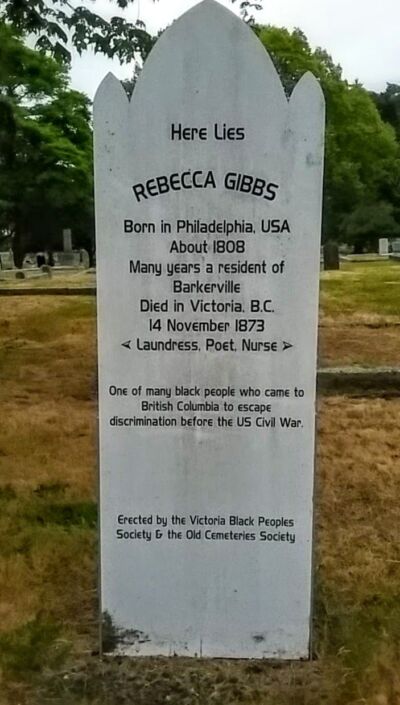 Here Lies
REBECCA GIBBS
Born in Philadelphia, USA
About 1808
Many years a resident of
Barkerville
Died in Victoria, B.C.
14 November 1873
Laundress, Poet, Nurse
One of many black people who came to
British Columbia to escape
discrimination before the US Civil War.
Erected by the Victoria Black Peoples
Society & the Old Cemeteries Society